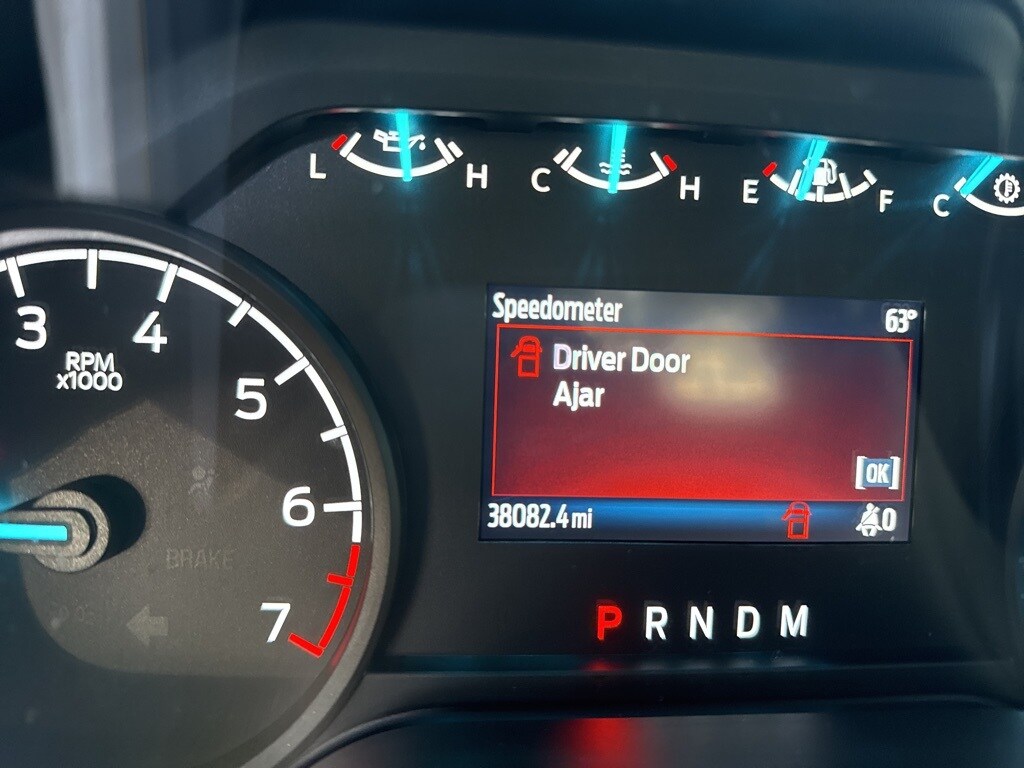 L H C H E F C
3 4 5 6 7
RPM
x1000
BRAKE
Speedometer 63°
Driver Door
Ajar
[OK]
38082.4 mi 0
P R N D M